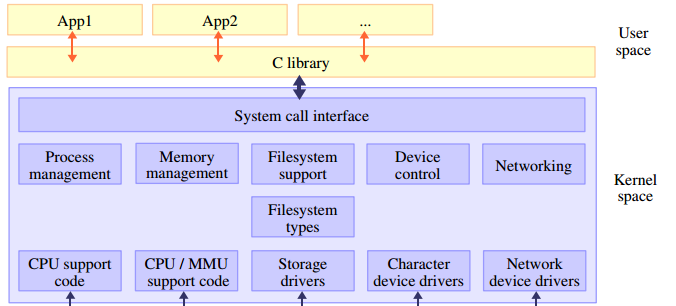 App1
App2
...
User
space
C library
System call interface
Process
management
Memory
management
Filesystem
support
Device
control
Networking
Kernel
space
Filesystem
types
CPU support
code
CPU / MMU
support code
Storage
drivers
Character
device drivers
Network
device drivers